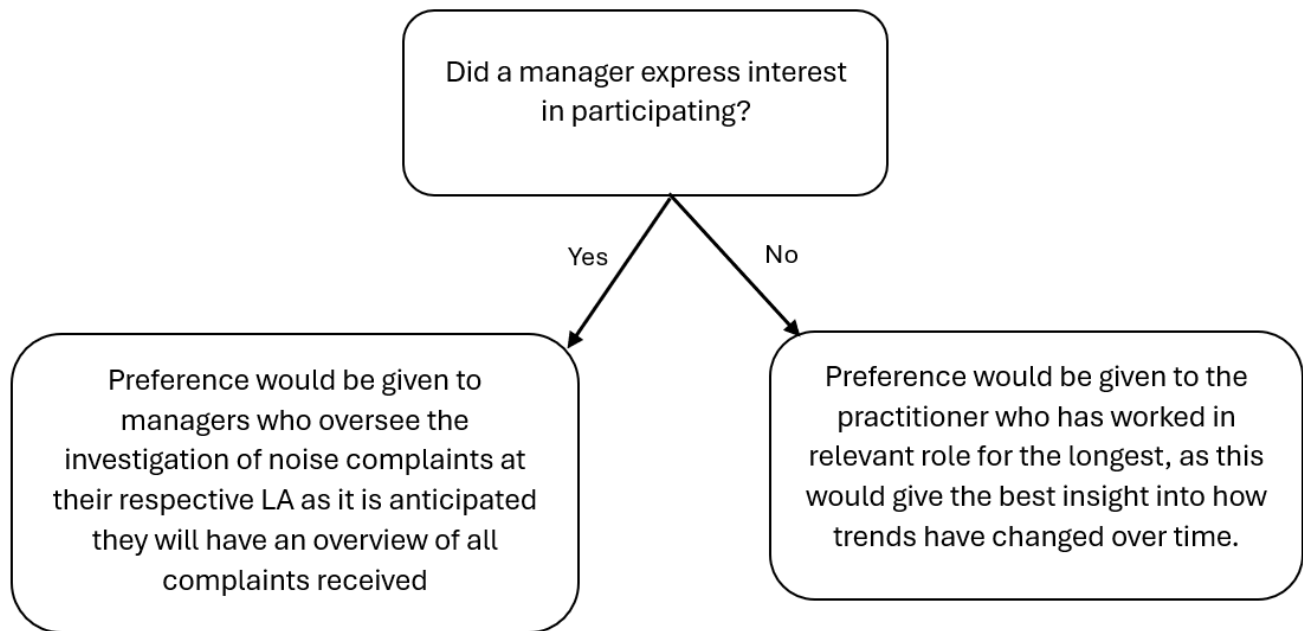 Did a manager express interest
in participating?
Yes
No
Preference would be given to
managers who oversee the
investigation of noise complaints at
their respective LA as it is anticipated
they will have an overview of all
complaints received
Preference would be given to the
practitioner who has worked in
relevant role for the longest, as this
would give the best insight into how
trends have changed over time.